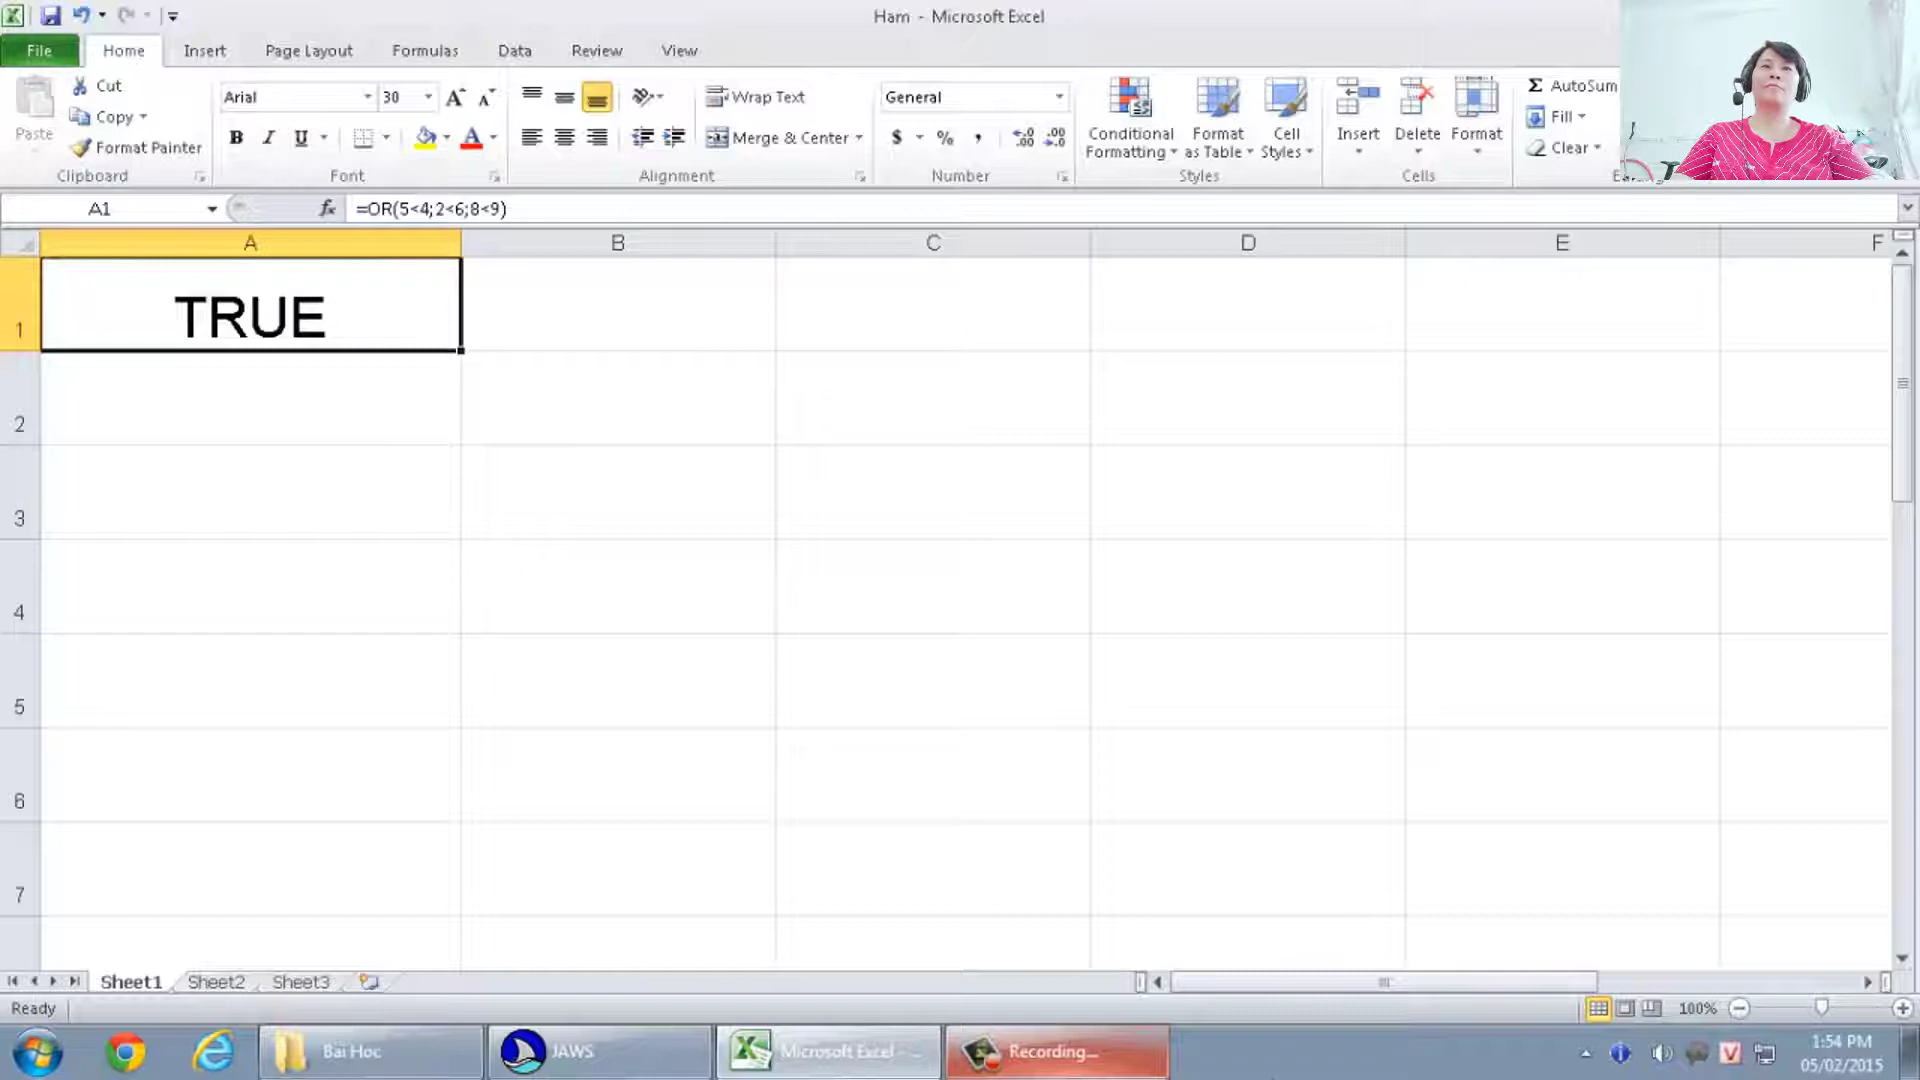 Ham - Microsoft Excel
File Home Insert Page Layout Formulas Data Review View
Paste
Cut
Copy
Format Painter
Clipboard
Arial 30
B I U
Font
Wrap Text
Merge & Center
Alignment
General
$ % ,
Number
Conditional Formatting
Format as Table
Cell Styles
Styles
Insert Delete Format
Cells
Σ AutoSum
Fill
Clear
A1 fx =OR(5<4;2<6;8<9)
A B C D E F
1 TRUE
2
3
4
5
6
7
Sheet1 Sheet2 Sheet3
Ready 100%
Bai Hoc JAWS Microsoft Excel - ... Recording...
1:54 PM
05/02/2015